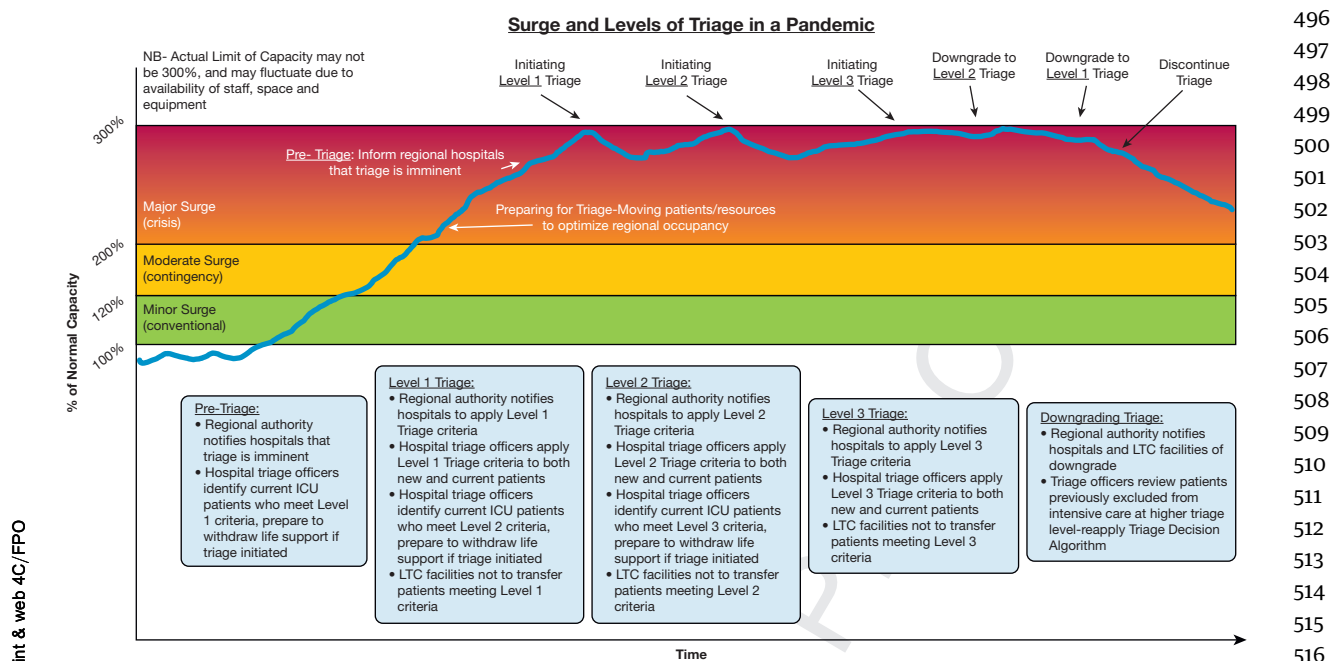 Surge and Levels of Triage in a Pandemic
NB- Actual Limit of Capacity may not
be 300%, and may fluctuate due to
availability of staff, space and
equipment
Initiating
Level 1 Triage
Initiating
Level 2 Triage
Initiating
Level 3 Triage
Downgrade to
Level 2 Triage
Downgrade to
Level 1 Triage
Discontinue
Triage
300%
200%
120%
100%
% of Normal Capacity
Pre- Triage: Inform regional hospitals
that triage is imminent
Preparing for Triage-Moving patients/resources
to optimize regional occupancy
Major Surge
(crisis)
Moderate Surge
(contingency)
Minor Surge
(conventional)
Pre-Triage:
• Regional authority
notifies hospitals that
triage is imminent
• Hospital triage officers
identify current ICU
patients who meet Level
1 criteria, prepare to
withdraw life support if
triage initiated
Level 1 Triage:
• Regional authority notifies
hospitals to apply Level 1
Triage criteria
• Hospital triage officers apply
Level 1 Triage criteria to both
new and current patients
• Hospital triage officers
identify current ICU patients
who meet Level 2 criteria,
prepare to withdraw life
support if triage initiated
• LTC facilities not to transfer
patients meeting Level 1
criteria
Level 2 Triage:
• Regional authority notifies
hospitals to apply Level 2
Triage criteria
• Hospital triage officers apply
Level 2 Triage criteria to both
new and current patients
• Hospital triage officers
identify current ICU patients
who meet Level 3 criteria,
prepare to withdraw life
support if triage initiated
• LTC facilities not to transfer
patients meeting Level 2
criteria
Level 3 Triage:
• Regional authority notifies
hospitals to apply Level 3
Triage criteria
• Hospital triage officers apply
Level 3 Triage criteria to both
new and current patients
• LTC facilities not to transfer
patients meeting Level 3
criteria
Downgrading Triage:
• Regional authority notifies
hospitals and LTC facilities of
downgrade
• Triage officers review patients
previously excluded from
intensive care at higher triage
level-reapply Triage Decision
Algorithm
Time
int & web 4C/FPO
496
497
498
499
500
501
502
503
504
505
506
507
508
509
510
511
512
513
514
515
516